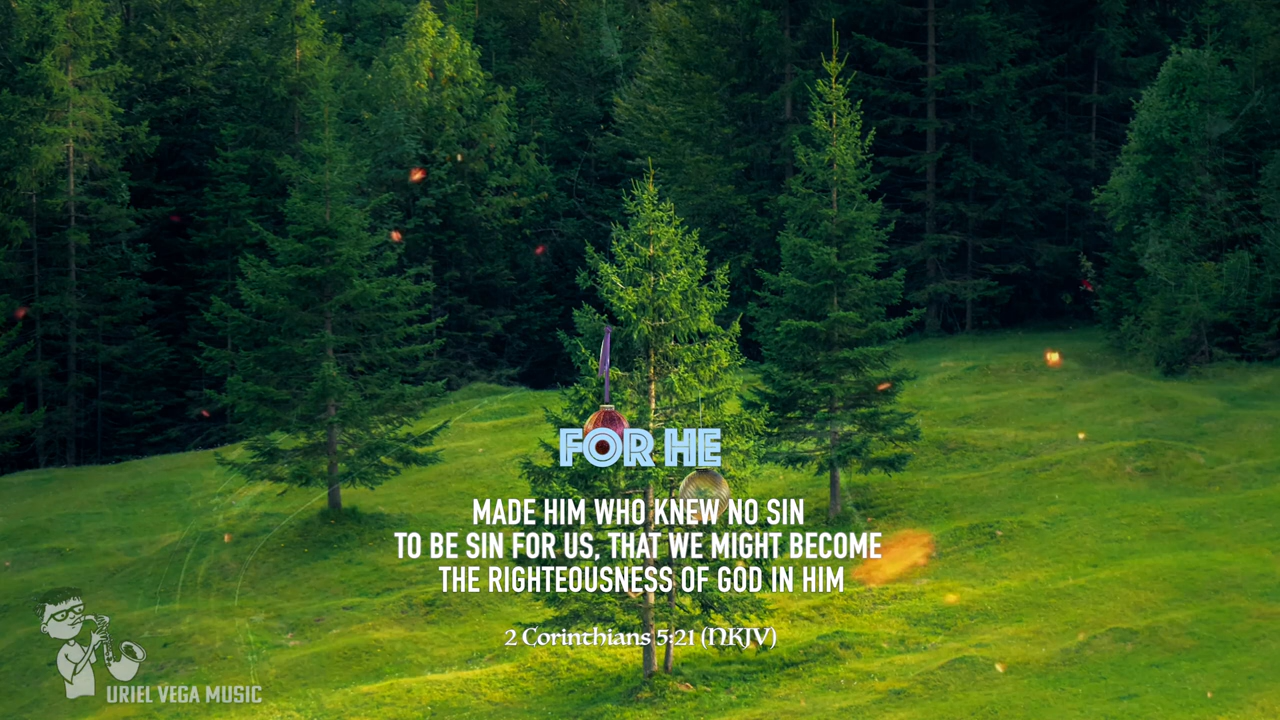 FOR HE
MADE HIM WHO KNEW NO SIN
TO BE SIN FOR US, THAT WE MIGHT BECOME
THE RIGHTEOUSNESS OF GOD IN HIM
2 Corinthians 5:21 (NKJV)
URIEL VEGA MUSIC